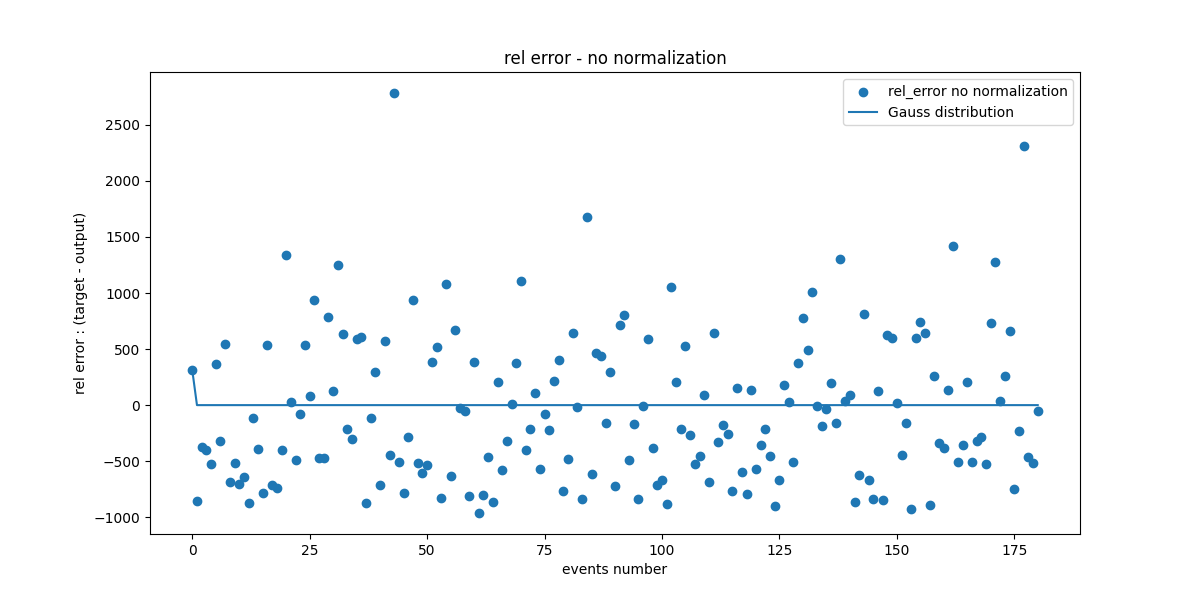 rel error - no normalization
rel_error no normalization
Gauss distribution
rel error : (target - output)
2500
2000
1500
1000
500
0
−500
−1000
0 25 50 75 100 125 150 175
events number